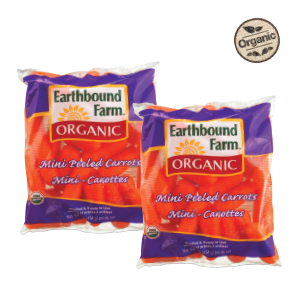 Organic
Earthbound
Farm
ORGANIC
Mini Peeled Carrots
Mini - Carottes
Earthbound
Farm
ORGANIC
Mini Peeled Carrots
Mini - Carottes